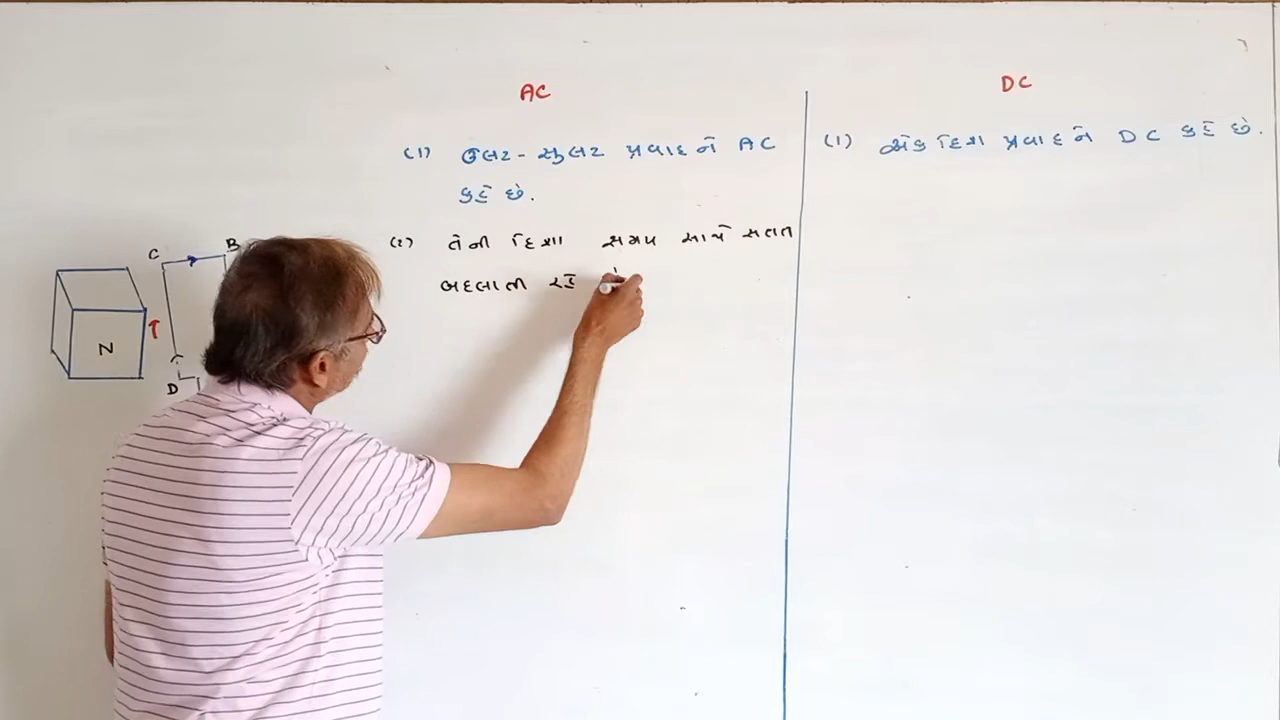 AC
DC
(1) ઉલટ-સુલટ પ્રવાહને AC
કહે છે.
(1) એક દિશ પ્રવાહને DC કહે છે.
(2) તેની દિશા સમય સાથે સતત
બદલાતી રહે
C
B
N
D